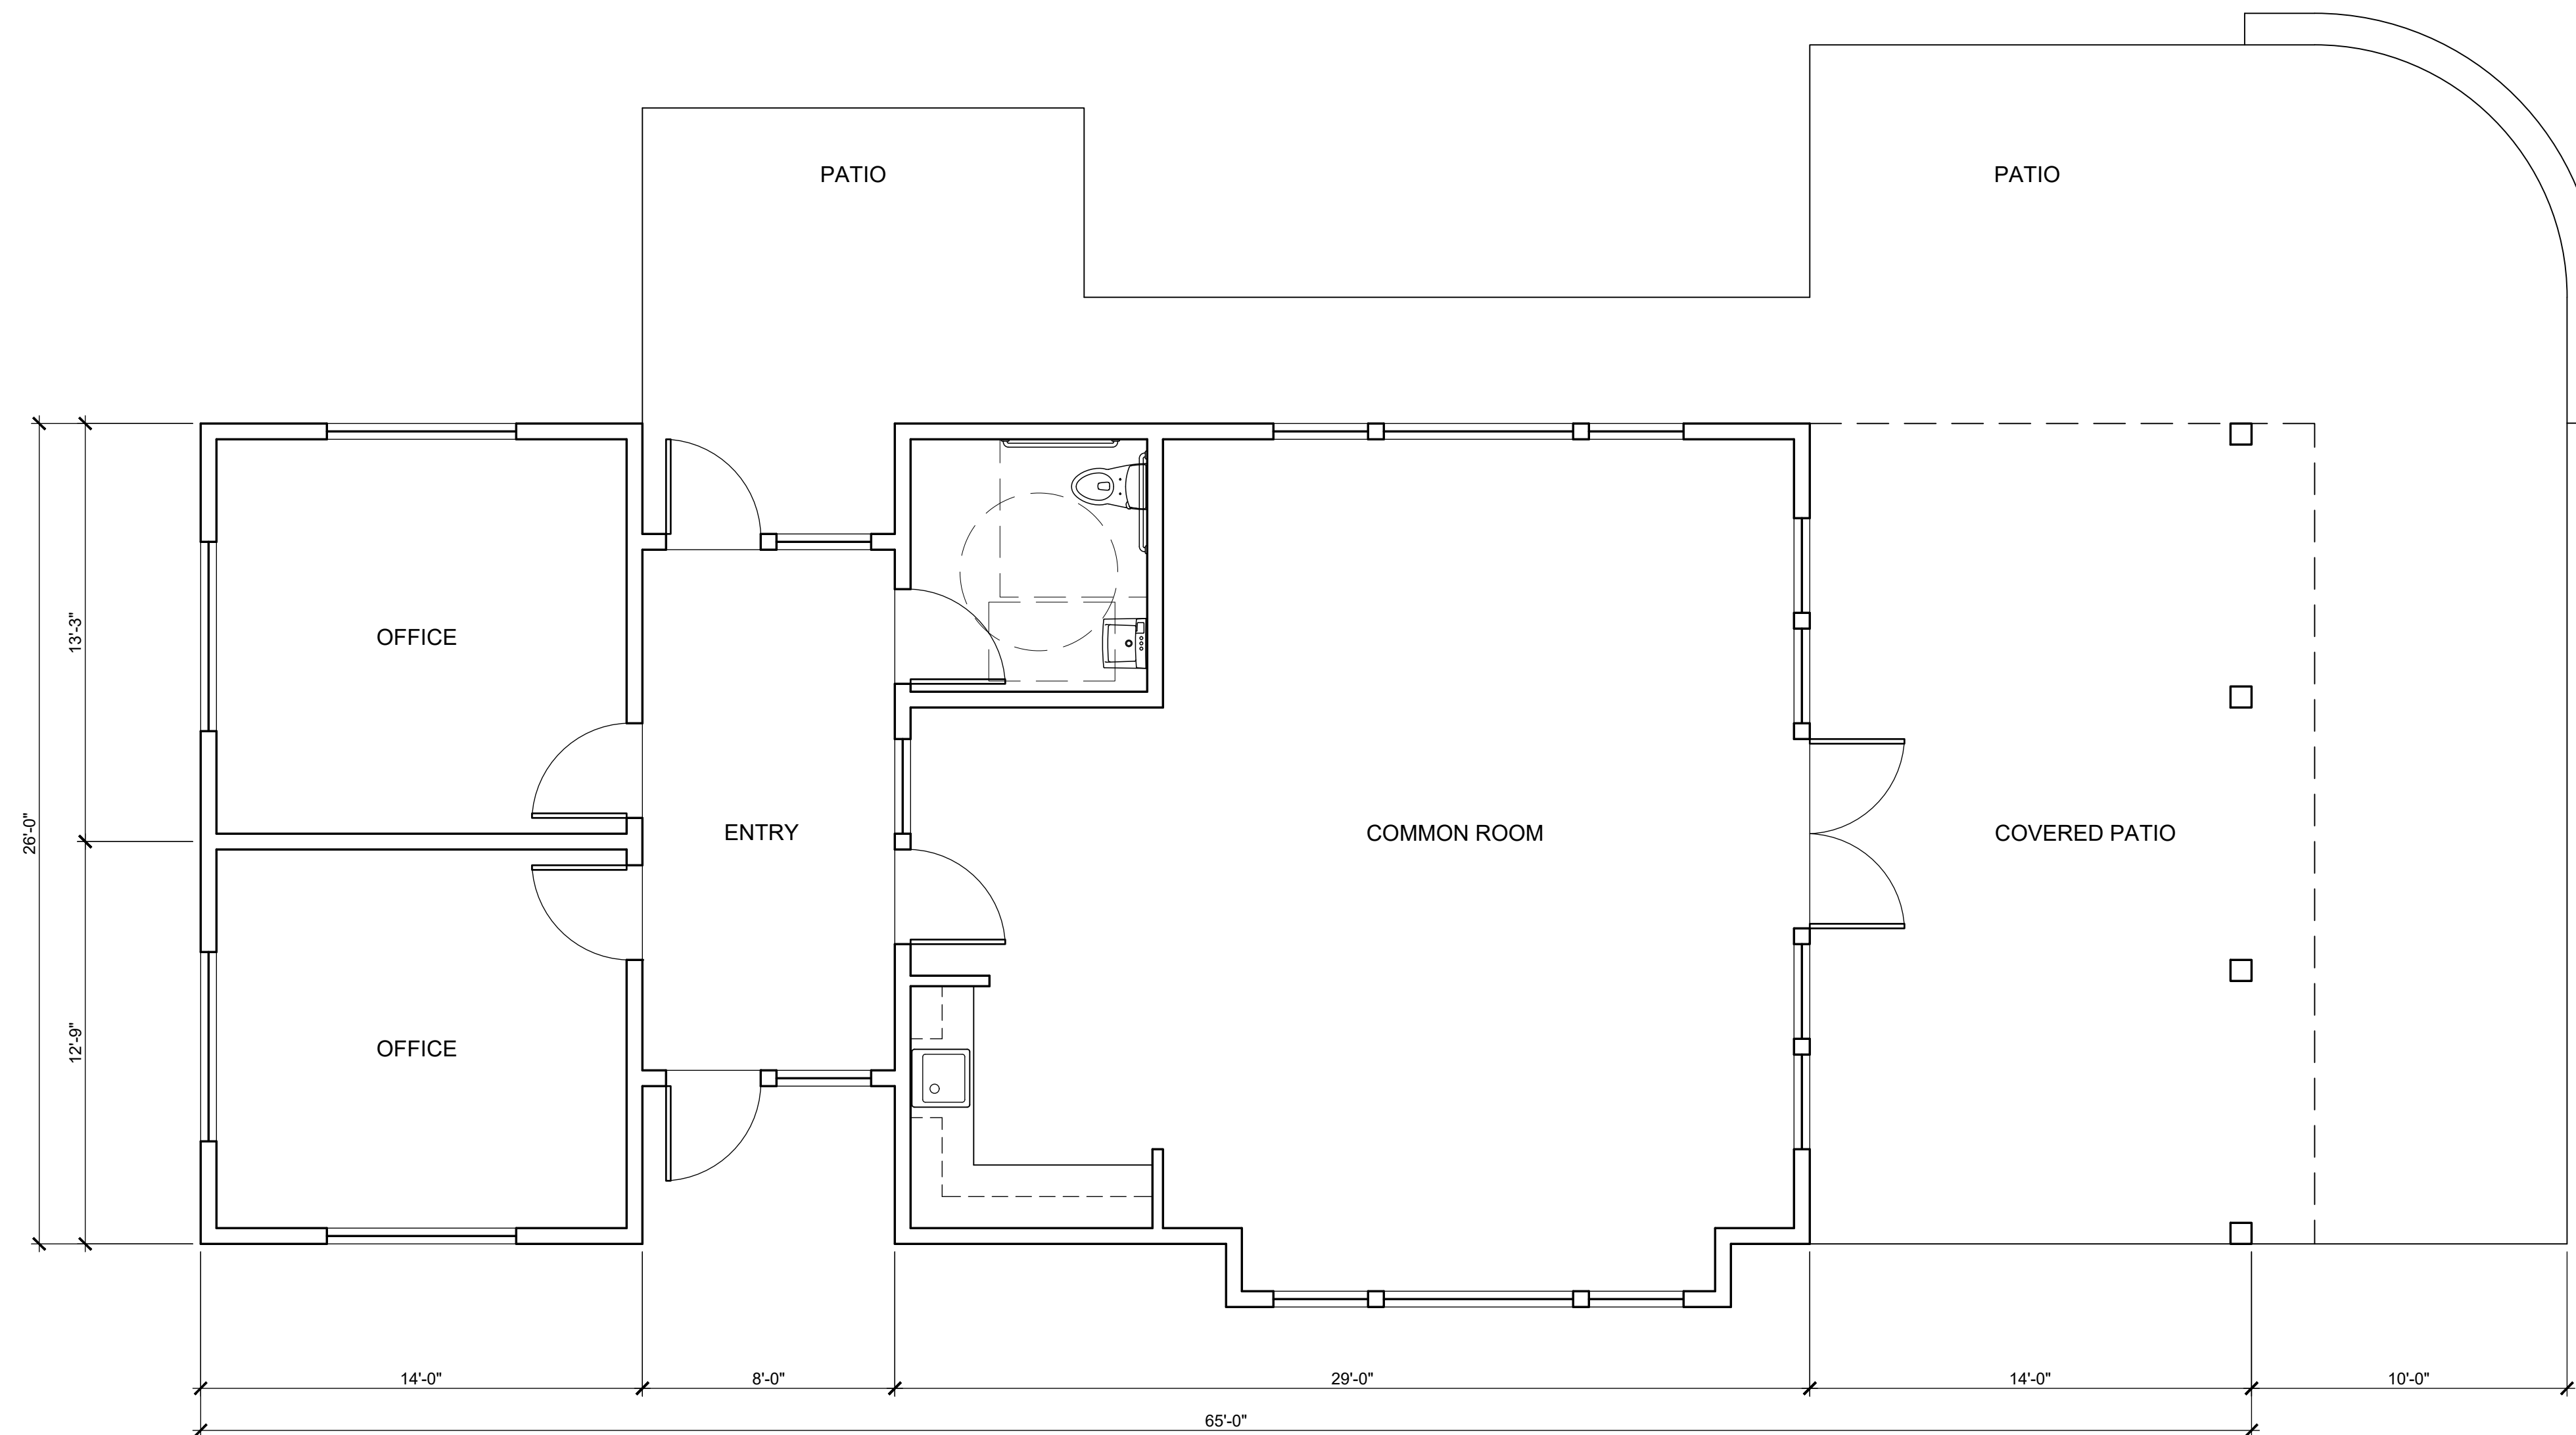 PATIO
PATIO
OFFICE
13'-3"
26'-0"
ENTRY
COMMON ROOM
COVERED PATIO
12'-9"
OFFICE
14'-0"
8'-0"
29'-0"
14'-0"
10'-0"
65'-0"